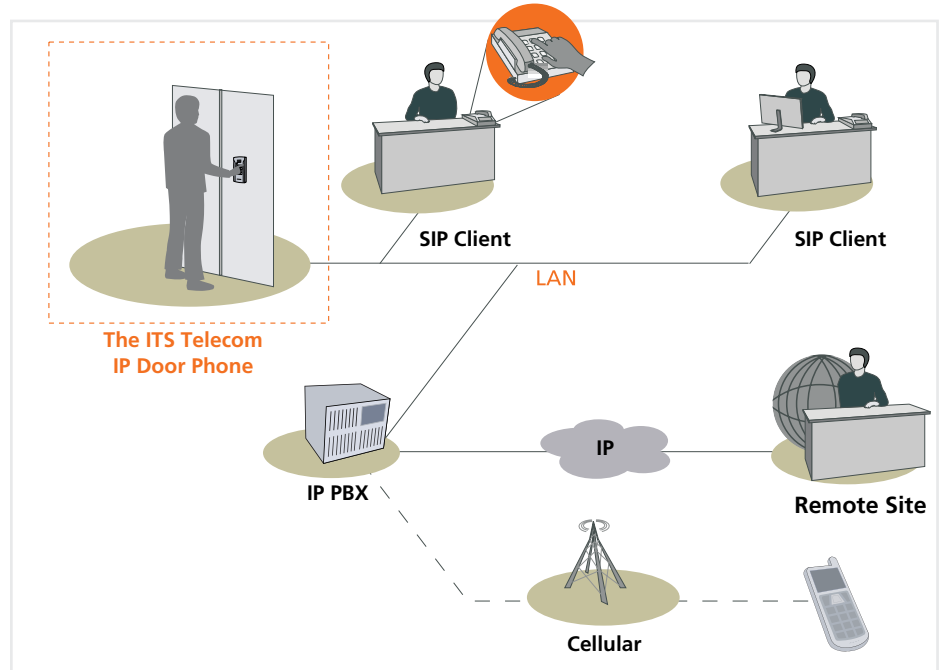 SIP Client
SIP Client
LAN
The ITS Telecom
IP Door Phone
IP
IP PBX
Remote Site
Cellular